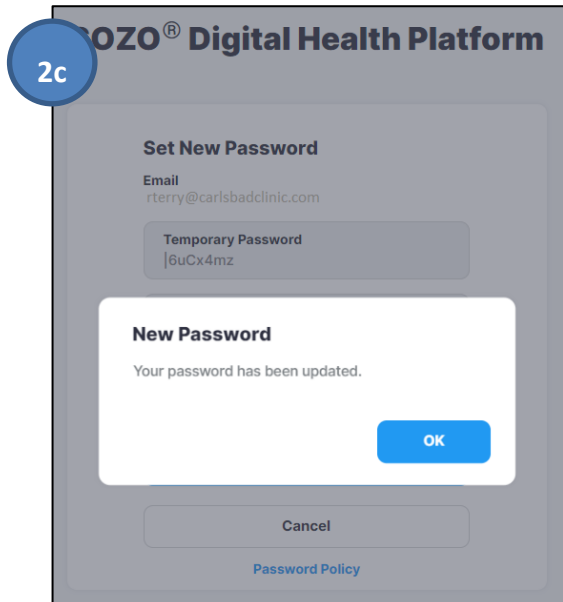 2c
OZO® Digital Health Platform
Set New Password
Email
rterry@carlsbadclinic.com
Temporary Password
|6uCx4mz
New Password
Your password has been updated.
OK
Cancel
Password Policy